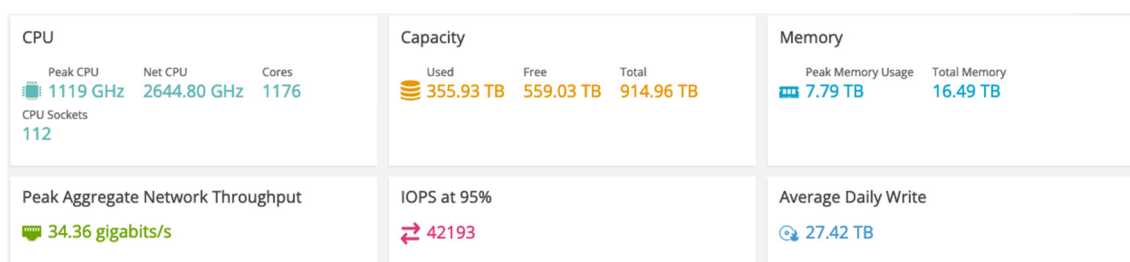 CPU
Peak CPU Net CPU Cores
1119 GHz 2644.80 GHz 1176
CPU Sockets
112
Capacity
Used Free Total
355.93 TB 559.03 TB 914.96 TB
Memory
Peak Memory Usage Total Memory
7.79 TB 16.49 TB
Peak Aggregate Network Throughput
34.36 gigabits/s
IOPS at 95%
42193
Average Daily Write
27.42 TB